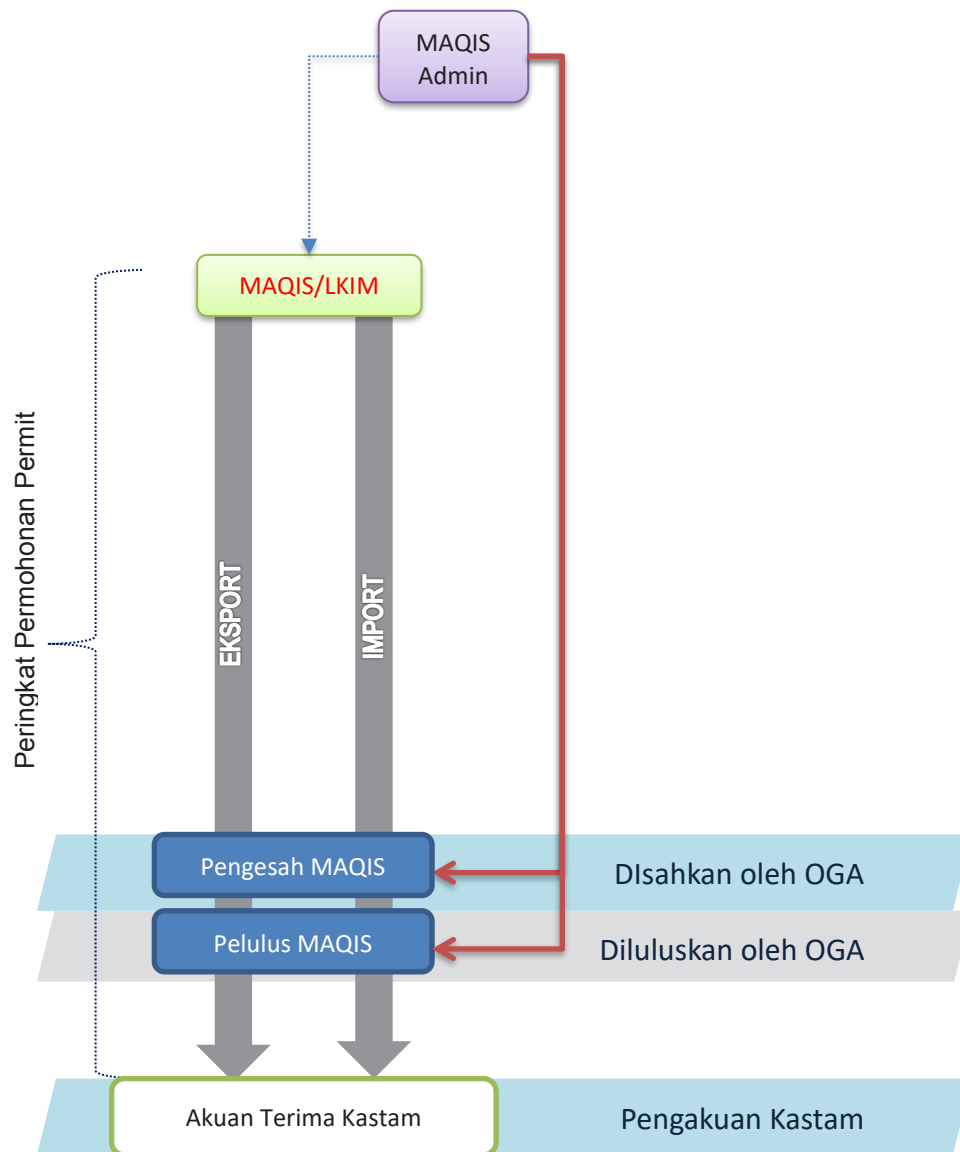 MAQIS
Admin
MAQIS/LKIM
Peringkat Permohonan Permit
EKSPORT
IMPORT
Pengesah MAQIS
DIsahkan oleh OGA
Pelulus MAQIS
Diluluskan oleh OGA
Akuan Terima Kastam
Pengakuan Kastam